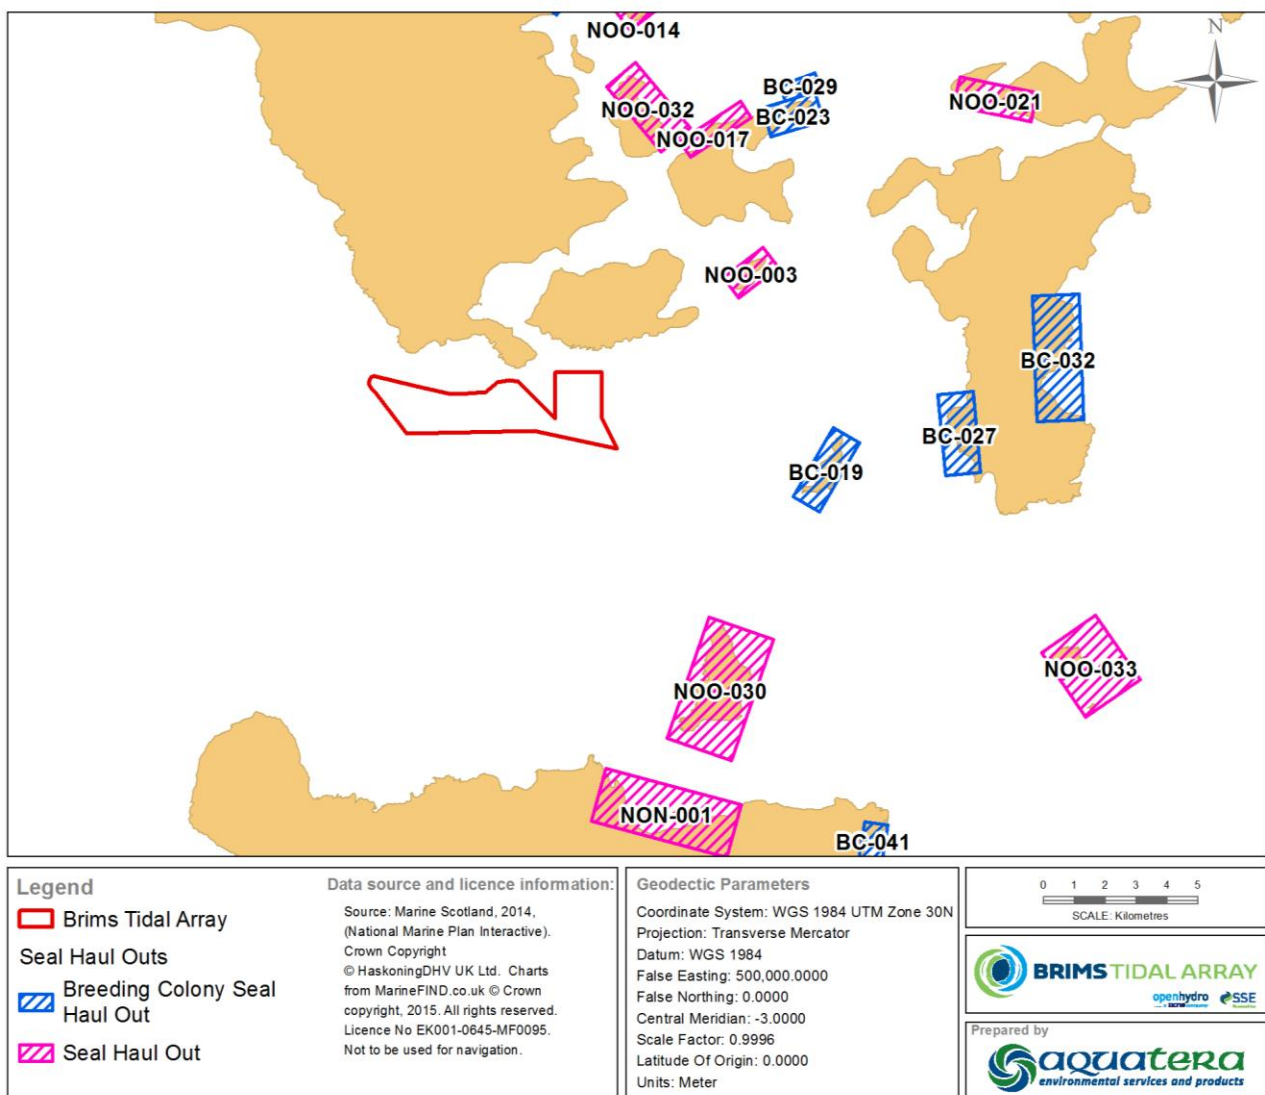 NOO-014
N
BC-029
NOO-032
BC-023
NOO-021
NOO-017
NOO-003
BC-032
BC-027
BC-019
NOO-030
NOO-033
NON-001
BC-041
Legend
Brims Tidal Array
Seal Haul Outs
Breeding Colony Seal
Haul Out
Seal Haul Out
Data source and licence information:
Source: Marine Scotland, 2014,
(National Marine Plan Interactive).
Crown Copyright
© HaskoningDHV UK Ltd. Charts
from MarineFIND.co.uk © Crown
copyright, 2015. All rights reserved.
Licence No EK001-0645-MF0095.
Not to be used for navigation.
Geodectic Parameters
Coordinate System: WGS 1984 UTM Zone 30N
Projection: Transverse Mercator
Datum: WGS 1984
False Easting: 500,000.0000
False Northing: 0.0000
Central Meridian: -3.0000
Scale Factor: 0.9996
Latitude Of Origin: 0.0000
Units: Meter
0 1 2 3 4 5
SCALE: Kilometres
BRIMS TIDAL ARRAY
openhydro
SSE
Prepared by
aquatera
environmental services and products